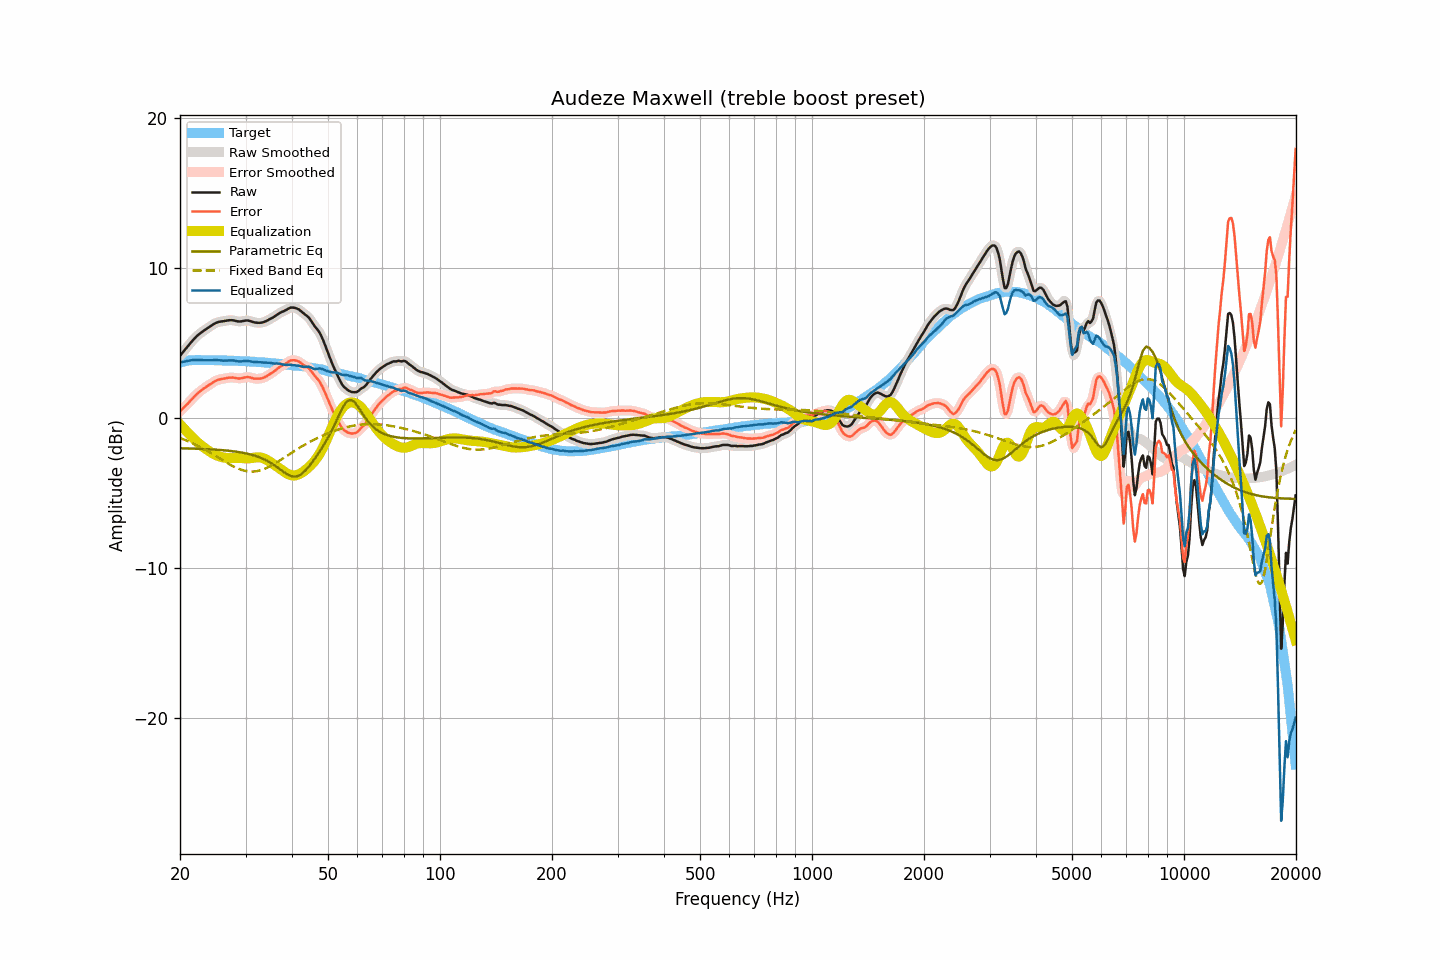 Audeze Maxwell (treble boost preset)
20
10
0
−10
−20
Amplitude (dBr)
Target
Raw Smoothed
Error Smoothed
Raw
Error
Equalization
Parametric Eq
Fixed Band Eq
Equalized
20 50 100 200 500 1000 2000 5000 10000 20000
Frequency (Hz)